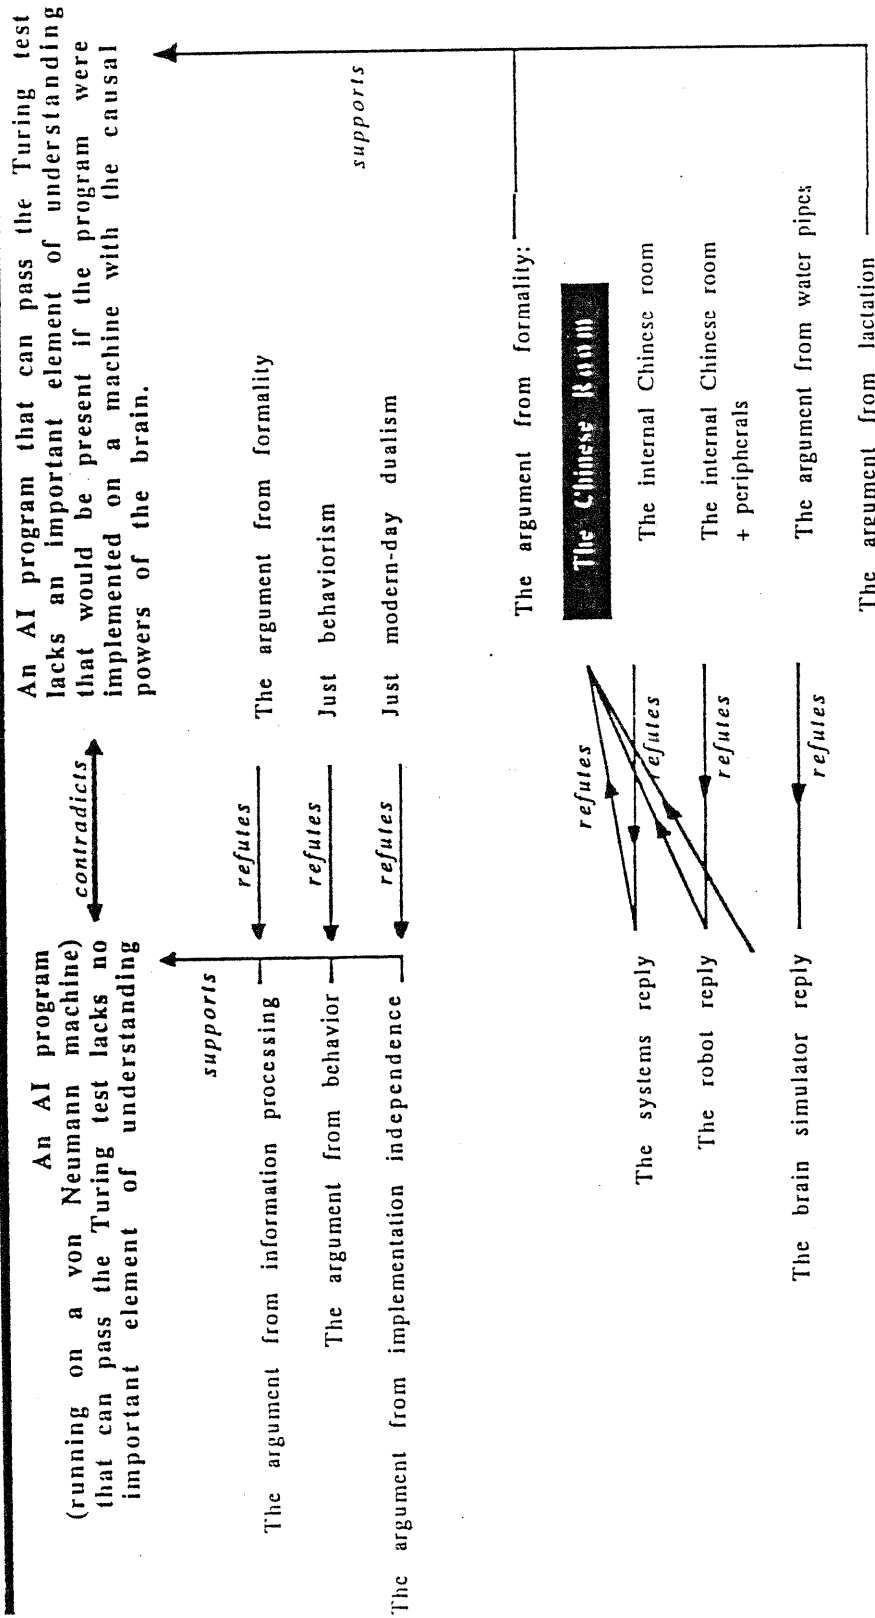 An AI program
(running on a von Neumann machine)
that can pass the Turing test lacks no
important element of understanding
contradicts
An AI program that can pass the Turing test
lacks an important element of understanding
that would be present if the program were
implemented on a machine with the causal
powers of the brain.
supports
supports
The argument from information processing
refutes
The argument from formality
The argument from behavior
refutes
Just behaviorism
The argument from implementation independence
refutes
Just modern-day dualism
The argument from formality:
refutes
The Chinese Room
The systems reply
refutes
The internal Chinese room
The robot reply
refutes
The internal Chinese room
+ peripherals
The brain simulator reply
refutes
The argument from water pipes
The argument from lactation